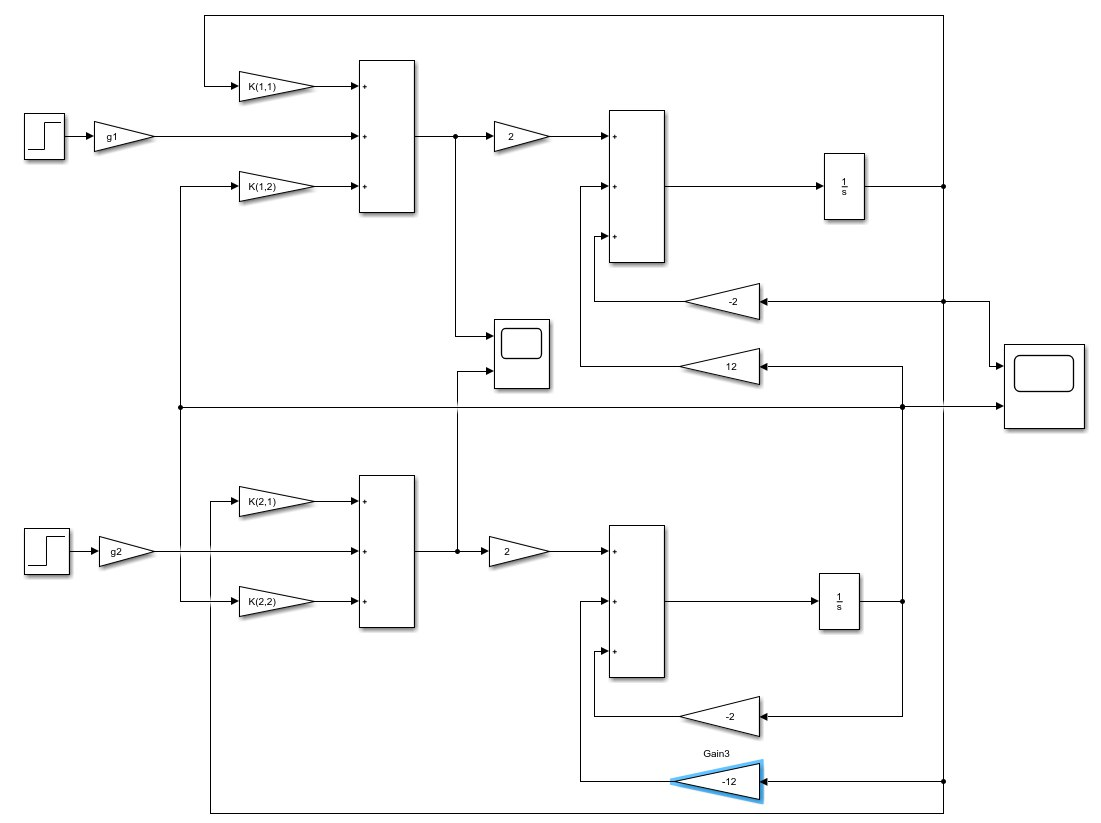 K(1,1)
+
g1
+
2
+
K(1,2)
+
+
1
s
+
-2
12
K(2,1)
+
g2
+
2
+
K(2,2)
+
+
1
s
+
-2
Gain3
-12